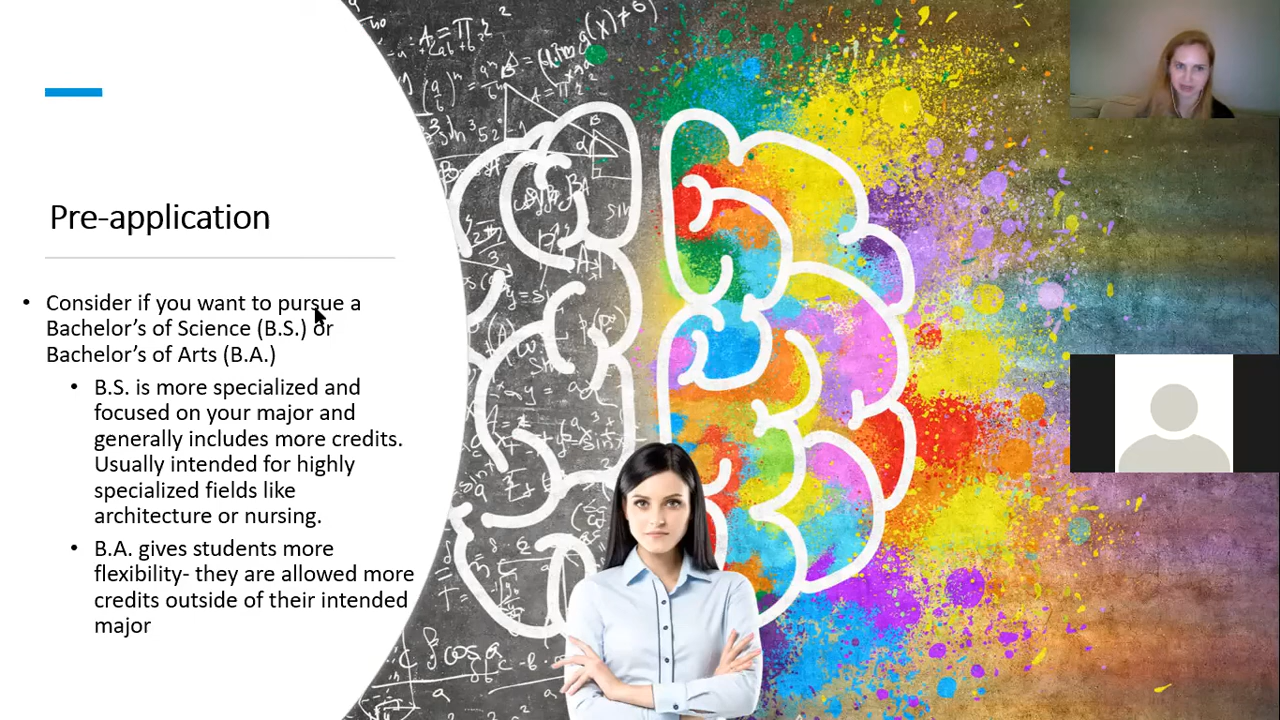 Pre-application
• Consider if you want to pursue a
Bachelor's of Science (B.S.) or
Bachelor's of Arts (B.A.)
• B.S. is more specialized and
focused on your major and
generally includes more credits.
Usually intended for highly
specialized fields like
architecture or nursing.
• B.A. gives students more
flexibility- they are allowed more
credits outside of their intended
major